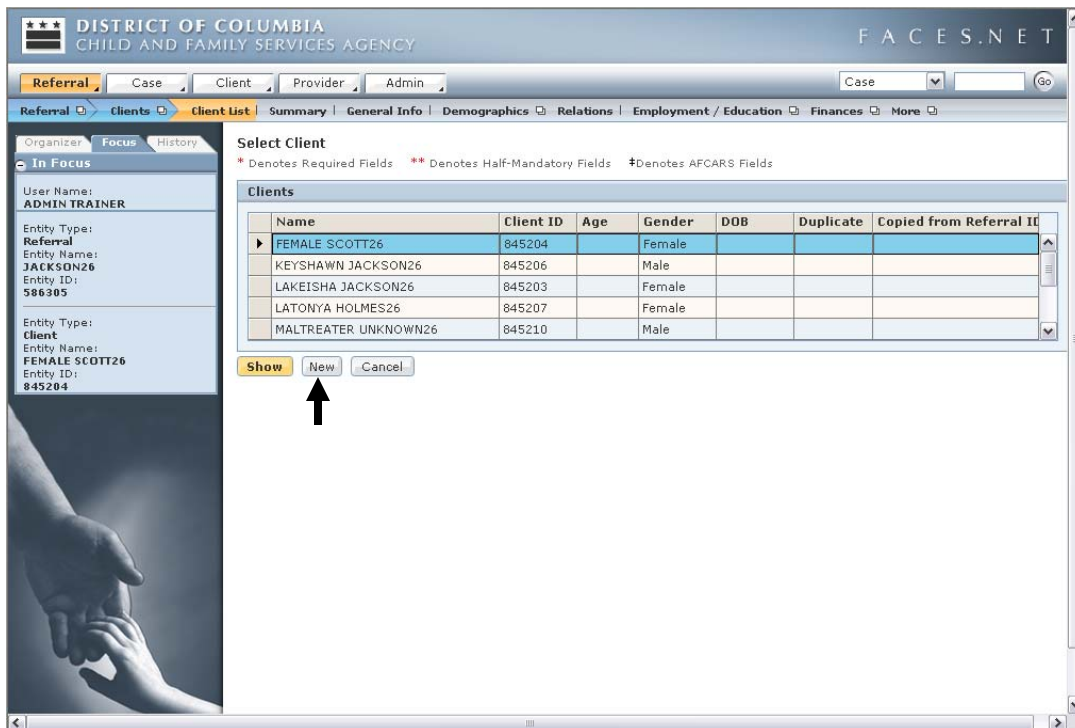 DISTRICT OF COLUMBIA
CHILD AND FAMILY SERVICES AGENCY
FACES.NET
Referral Case Client Provider Admin Case Go
Referral Clients Client List Summary General Info Demographics Relations Employment / Education Finances More
Organizer Focus History
In Focus
User Name:
ADMIN TRAINER
Entity Type:
Referral
Entity Name:
JACKSON26
Entity ID:
586305
Entity Type:
Client
Entity Name:
FEMALE SCOTT26
Entity ID:
845204
Select Client
* Denotes Required Fields ** Denotes Half-Mandatory Fields ‡Denotes AFCARS Fields
Clients
Name Client ID Age Gender DOB Duplicate Copied from Referral ID
FEMALE SCOTT26 845204 Female
KEYSHAWN JACKSON26 845206 Male
LAKEISHA JACKSON26 845203 Female
LATONYA HOLMES26 845207 Female
MALTREATER UNKNOWN26 845210 Male
Show New Cancel